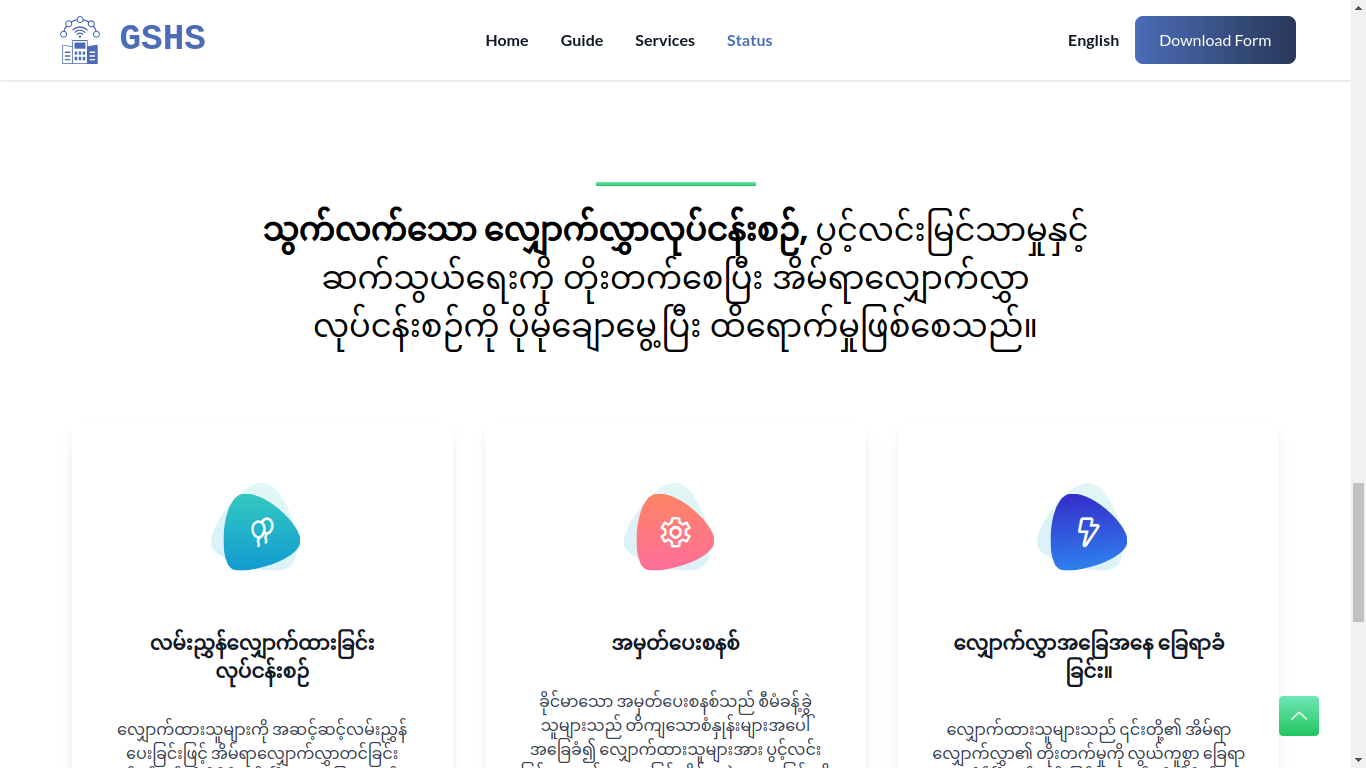 GSHS
Home Guide Services Status
English Download Form
သွက်လက်သော လျှောက်လွှာလုပ်ငန်းစဉ်, ပွင့်လင်းမြင်သာမှုနှင့်
ဆက်သွယ်ရေးကို တိုးတက်စေပြီး အိမ်ရာလျှောက်လွှာ
လုပ်ငန်းစဉ်ကို ပိုမိုချောမွေ့ပြီး ထိရောက်မှုဖြစ်စေသည်။
လမ်းညွှန်လျှောက်ထားခြင်း
လုပ်ငန်းစဉ်
လျှောက်ထားသူများကို အဆင့်ဆင့်လမ်းညွှန်
ပေးခြင်းဖြင့် အိမ်ရာလျှောက်လွှာတင်ခြင်း
အမှတ်ပေးစနစ်
ခိုင်မာသော အမှတ်ပေးစနစ်သည် စီမံခန့်ခွဲ
သူများသည် တိကျသောစံနှုန်းများအပေါ်
အခြေခံ၍ လျှောက်ထားသူများအား ပွင့်လင်း
လျှောက်လွှာအခြေအနေ ခြေရာခံ
ခြင်း။
လျှောက်ထားသူများသည် ၎င်းတို့၏ အိမ်ရာ
လျှောက်လွှာ၏ တိုးတက်မှုကို လွယ်ကူစွာ ခြေရာ